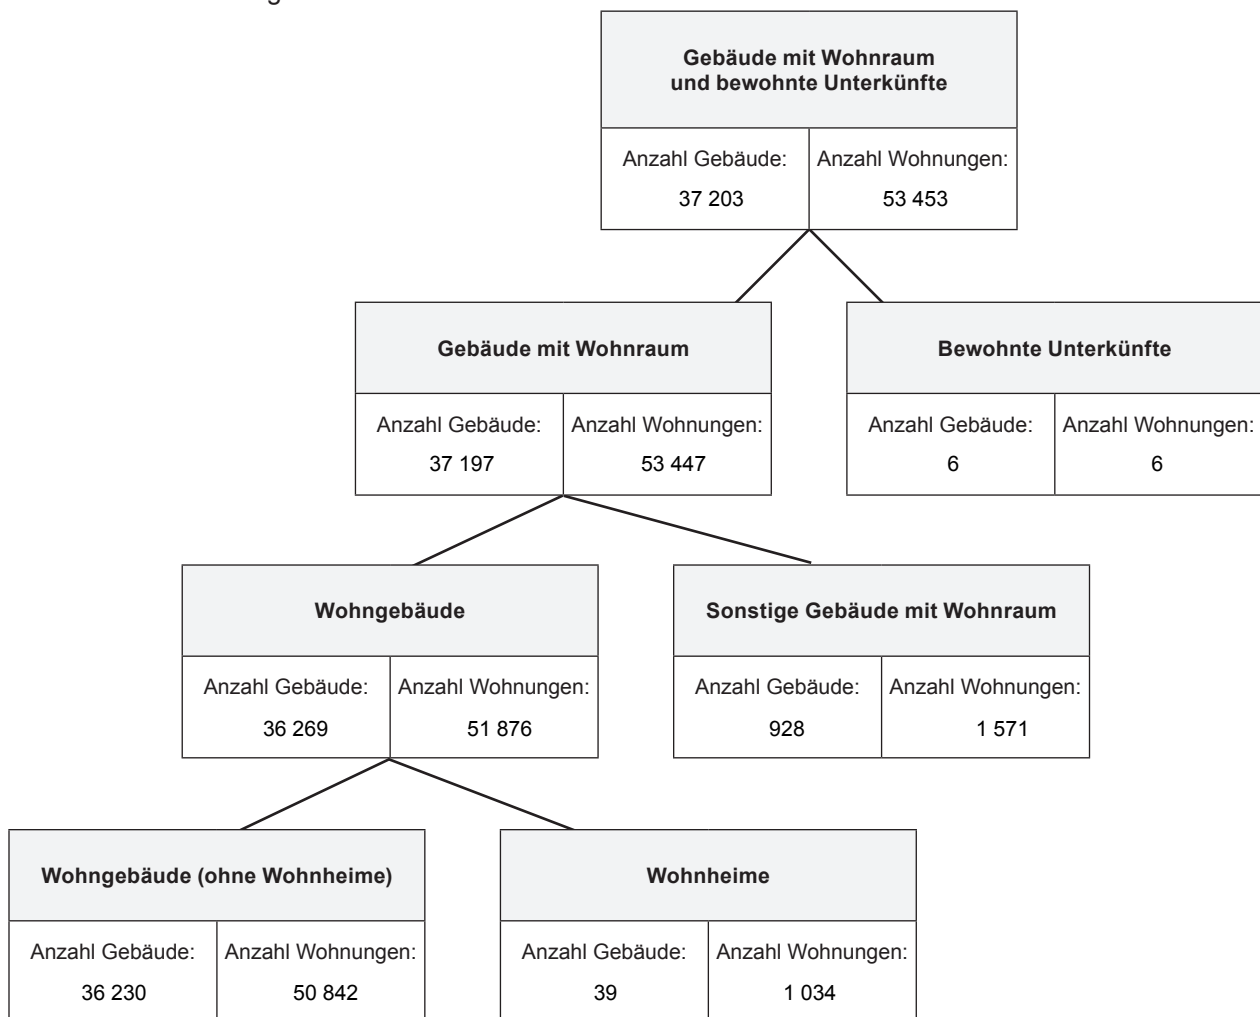 Gebäude mit Wohnraum
und bewohnte Unterkünfte
Anzahl Gebäude: Anzahl Wohnungen:
37 203 53 453
Gebäude mit Wohnraum Bewohnte Unterkünfte
Anzahl Gebäude: Anzahl Wohnungen: Anzahl Gebäude: Anzahl Wohnungen:
37 197 53 447 6 6
Wohngebäude Sonstige Gebäude mit Wohnraum
Anzahl Gebäude: Anzahl Wohnungen: Anzahl Gebäude: Anzahl Wohnungen:
36 269 51 876 928 1 571
Wohngebäude (ohne Wohnheime) Wohnheime
Anzahl Gebäude: Anzahl Wohnungen: Anzahl Gebäude: Anzahl Wohnungen:
36 230 50 842 39 1 034